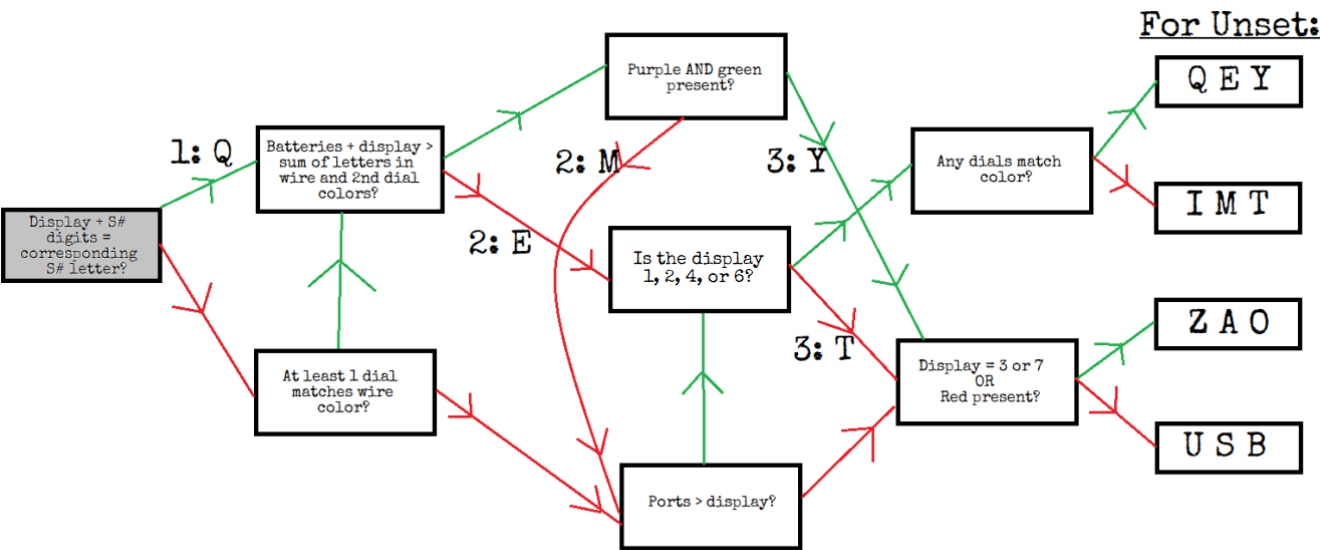 For Unset:
Purple AND green
present?
Q E Y
1: Q
Batteries + display >
sum of letters in
wire and 2nd dial
colors?
2: M
3: Y
Any dials match
color?
I M T
Display + S#
digits =
corresponding
S# letter?
2: E
Is the display
1, 2, 4, or 6?
3: T
Z A O
At least 1 dial
matches wire
color?
Display = 3 or 7
OR
Red present?
U S B
Ports > display?